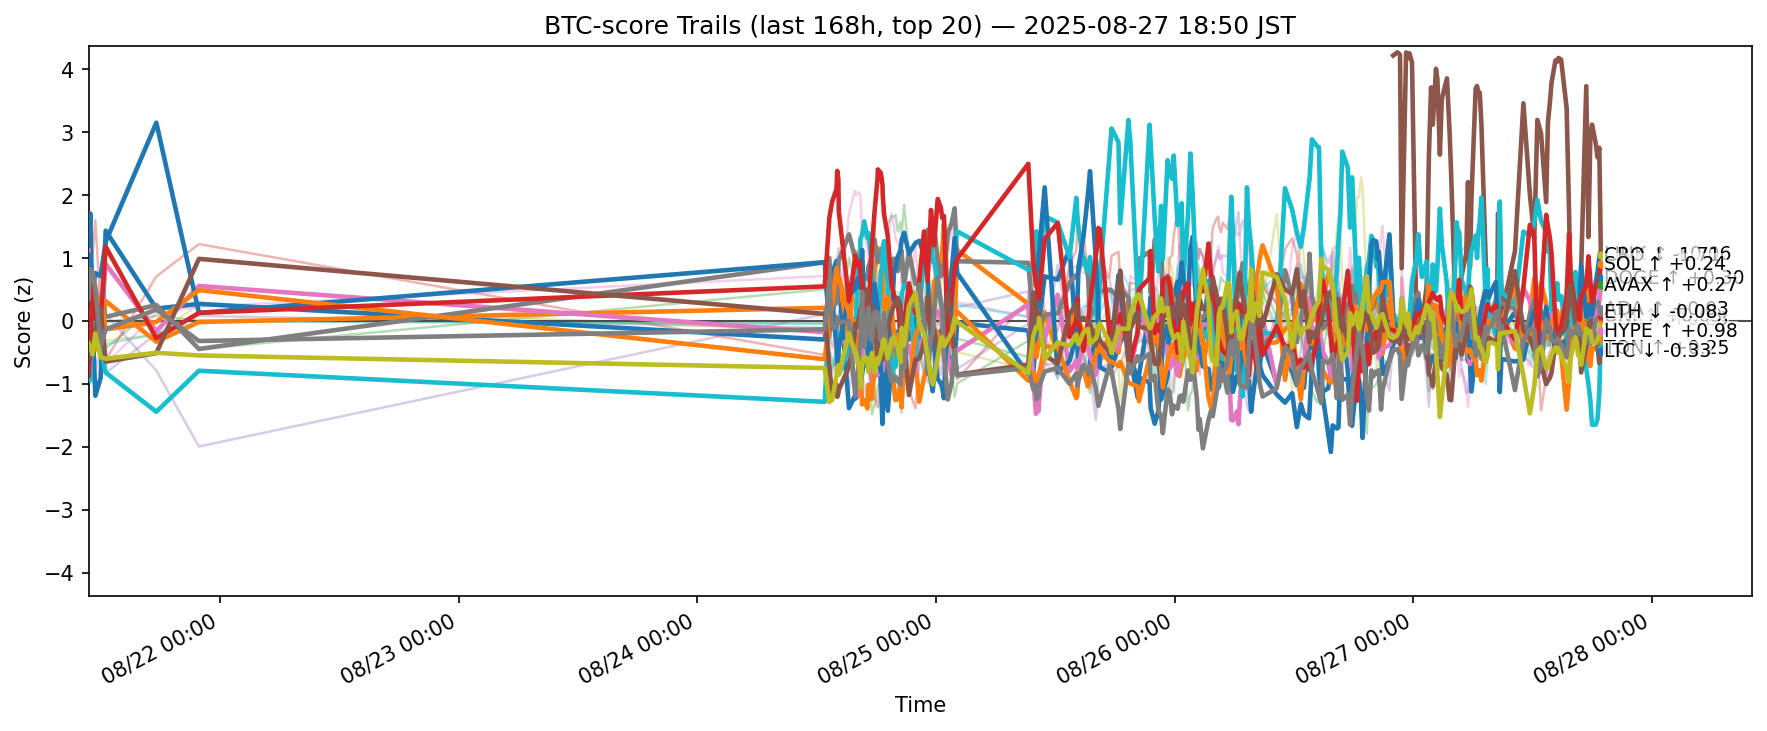 BTC-score Trails (last 168h, top 20) — 2025-08-27 18:50 JST
Score (z)
4
3
2
1
0
−1
−2
−3
−4
CRO ↑
SOL ↑ +0.24
AVAX ↑ +0.27
ETH ↓ -0.083
HYPE ↑ +0.98
LTC ↓ -0.33
08/22 00:00
08/23 00:00
08/24 00:00
08/25 00:00
08/26 00:00
08/27 00:00
08/28 00:00
Time